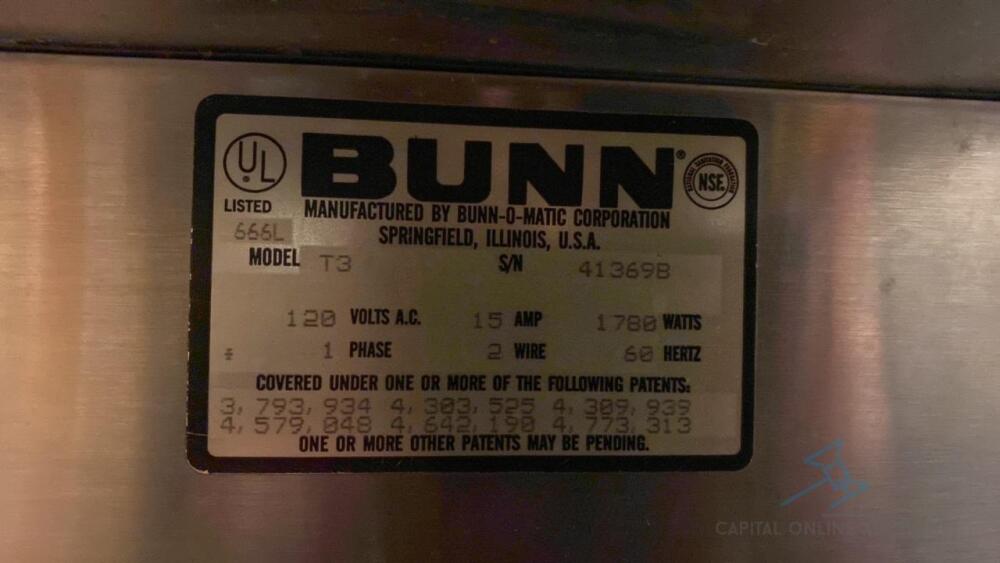 UL
BUNN®
NATIONAL SANITATION FOUNDATION
NSF.
LISTED
MANUFACTURED BY BUNN-O-MATIC CORPORATION
666L
SPRINGFIELD, ILLINOIS, U.S.A.
MODEL T3 S/N 41369B
120 VOLTS A.C. 15 AMP 1780 WATTS
1 PHASE 2 WIRE 60 HERTZ
COVERED UNDER ONE OR MORE OF THE FOLLOWING PATENTS:
3,793,934 4,303,525 4,309,939
4,579,048 4,642,190 4,773,313
ONE OR MORE OTHER PATENTS MAY BE PENDING.
CAPITAL